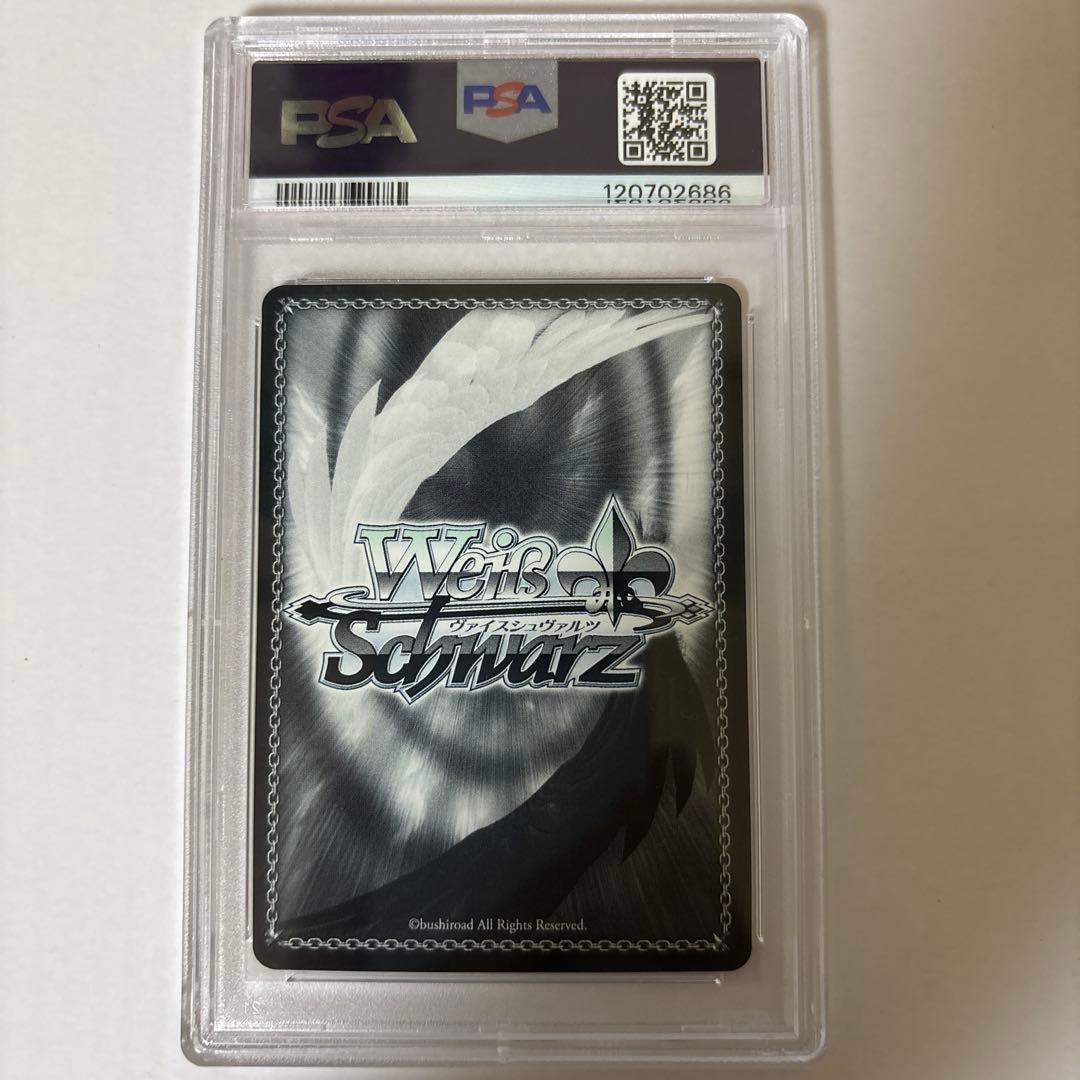 PSA
PSA
120702686
Weiß
ヴァイスシュヴァルツ
Schwarz
©bushiroad All Rights Reserved.